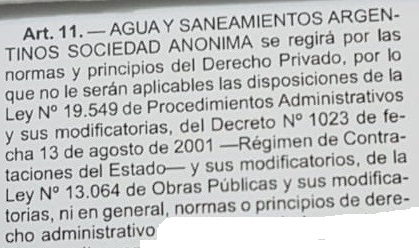 Art. 11. — AGUA Y SANEAMIENTOS ARGEN-
TINOS SOCIEDAD ANONIMA se regirá por las
normas y principios del Derecho Privado, por lo
que no le serán aplicables las disposiciones de la
Ley Nº 19.549 de Procedimientos Administrativos
y sus modificatorias, del Decreto Nº 1023 de fe-
cha 13 de agosto de 2001 —Régimen de Contra-
taciones del Estado— y sus modificatorios, de la
Ley Nº 13.064 de Obras Públicas y sus modifica-
torias, ni en general, normas o principios de dere-
cho administrativo